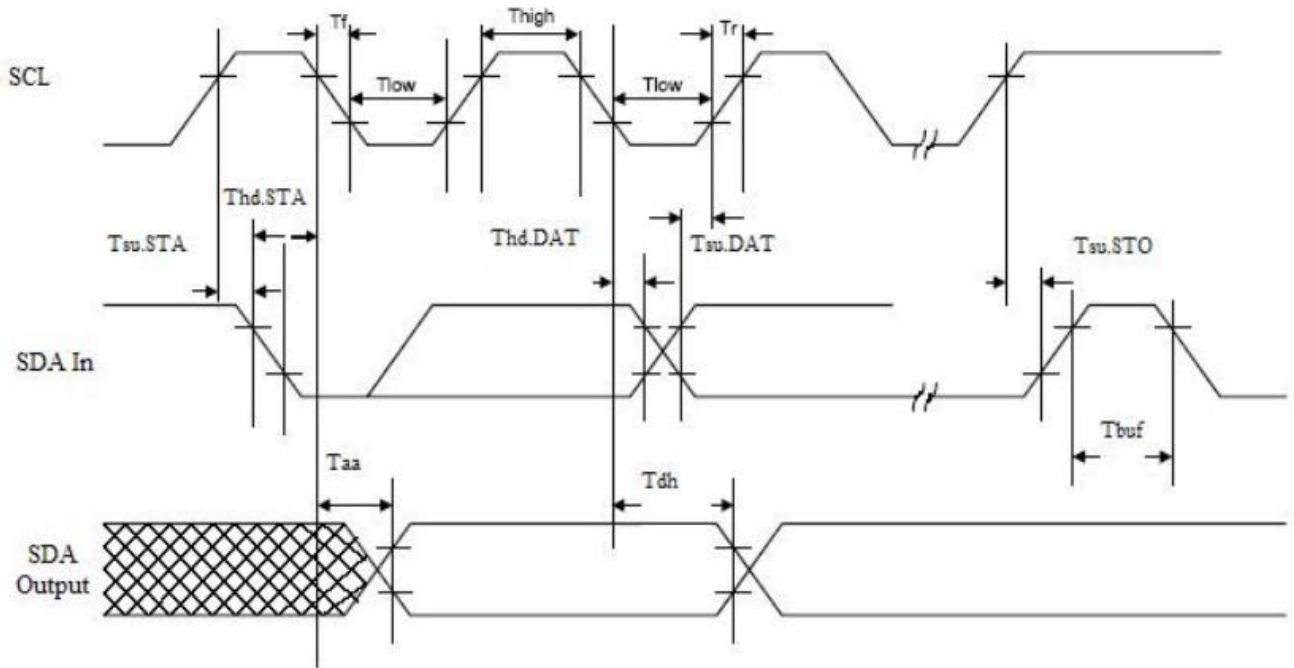 Tf
Thigh
Tr
SCL
Tlow
Tlow
Thd.STA
Tsu.STA
Thd.DAT
Tsu.DAT
Tsu.STO
SDA In
Tbuf
Taa
Tdh
SDA
Output